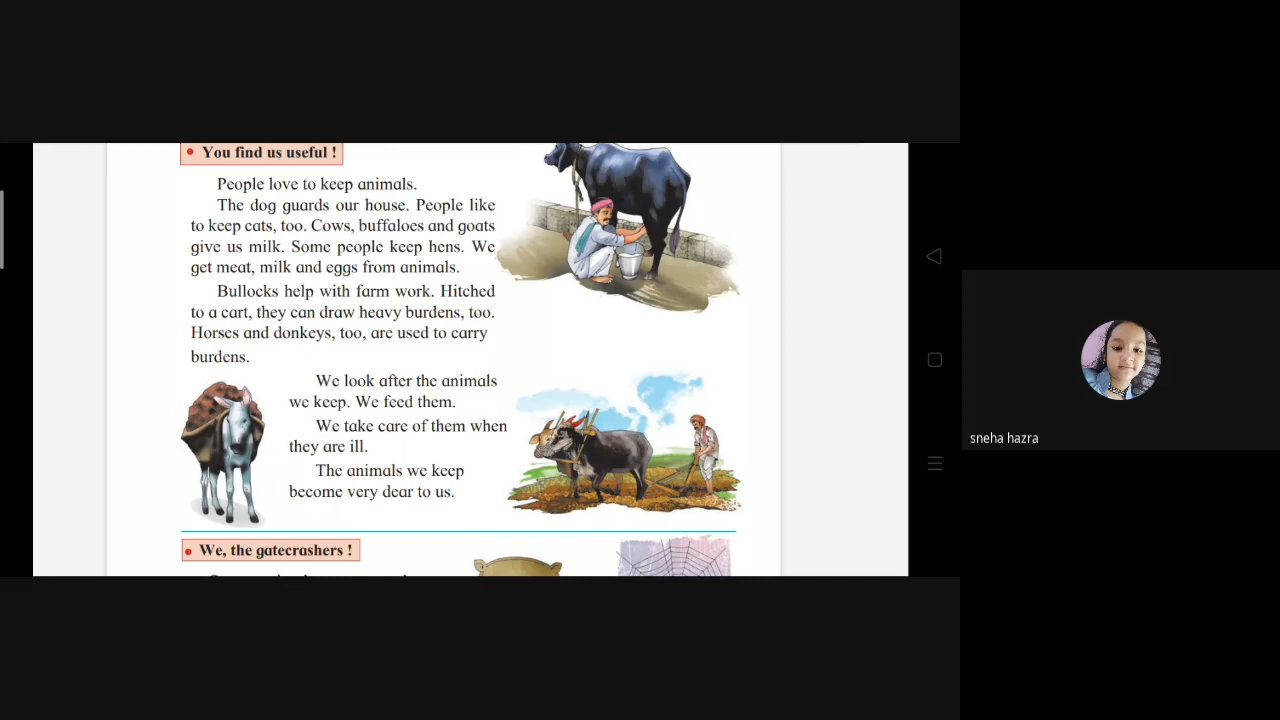 You find us useful !
People love to keep animals.
The dog guards our house. People like
to keep cats, too. Cows, buffaloes and goats
give us milk. Some people keep hens. We
get meat, milk and eggs from animals.
Bullocks help with farm work. Hitched
to a cart, they can draw heavy burdens, too.
Horses and donkeys, too, are used to carry
burdens.
We look after the animals
we keep. We feed them.
We take care of them when
they are ill.
The animals we keep
become very dear to us.
We, the gatecrashers !
sneha hazra